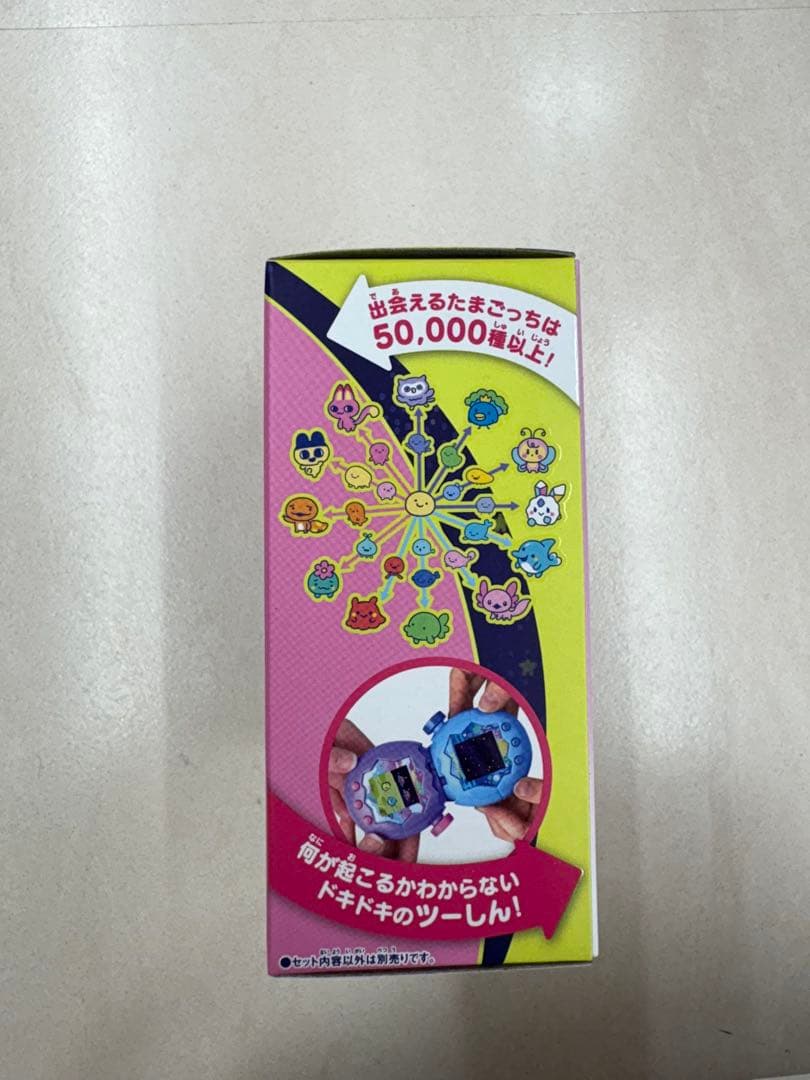 出会えるたまごっちは
50,000種以上!
何が起こるかわからない
ドキドキのツーしん!
●セット内容以外は別売りです。